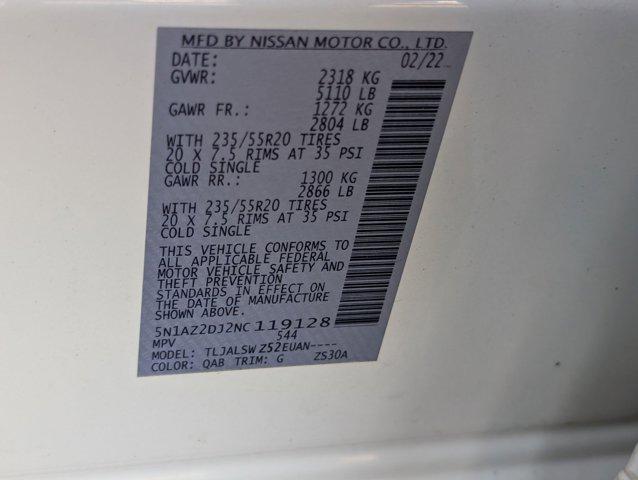 MFD BY NISSAN MOTOR CO., LTD.
DATE: 02/22
GVWR: 2318 KG
5110 LB
GAWR FR.: 1272 KG
2804 LB
WITH 235/55R20 TIRES
20 X 7.5 RIMS AT 35 PSI
COLD SINGLE
GAWR RR.: 1300 KG
2866 LB
WITH 235/55R20 TIRES
20 X 7.5 RIMS AT 35 PSI
COLD SINGLE
THIS VEHICLE CONFORMS TO
ALL APPLICABLE FEDERAL
MOTOR VEHICLE SAFETY AND
THEFT PREVENTION
STANDARDS IN EFFECT ON
THE DATE OF MANUFACTURE
SHOWN ABOVE.
5N1AZ2DJ2NC119128
MPV 544
MODEL: TLJALSW Z52EUAN----
COLOR: QAB TRIM: G ZS30A